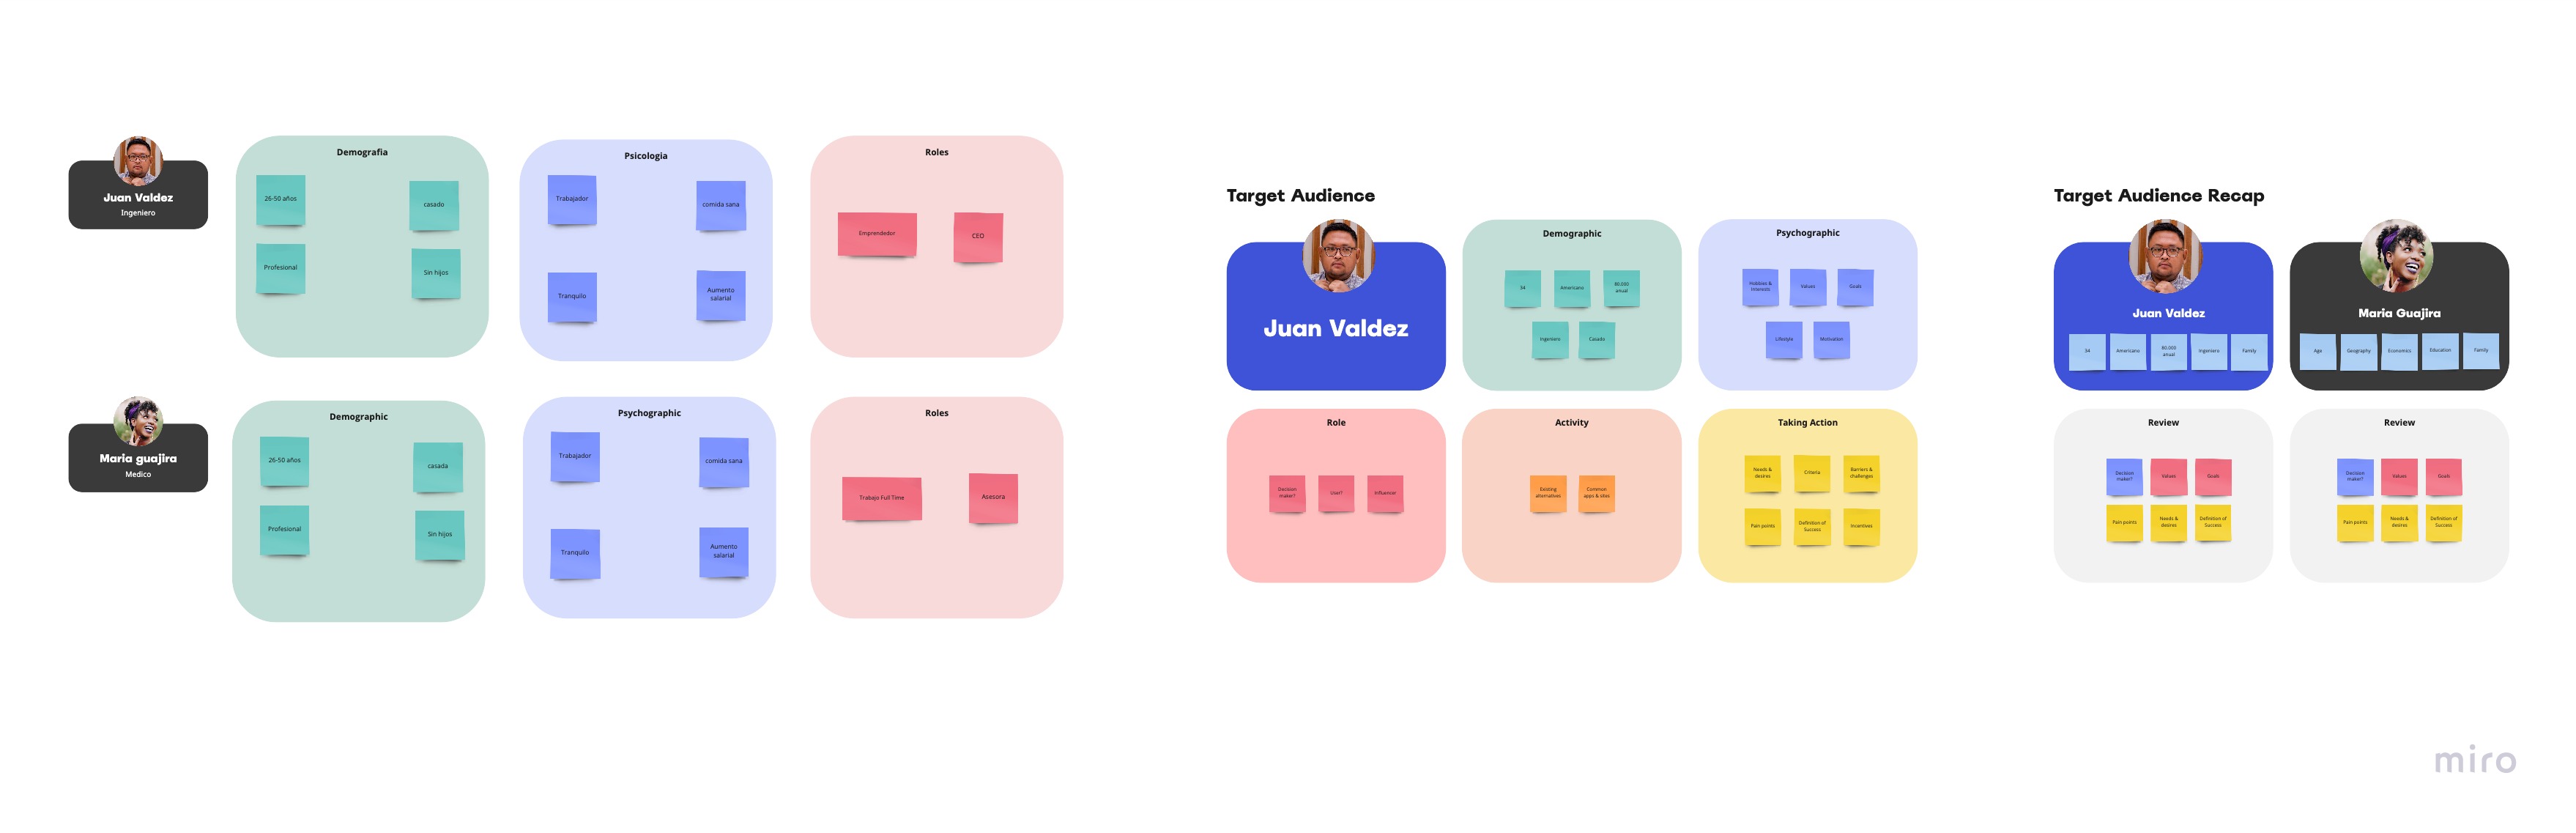 Juan Valdez
Ingeniero
Demografia
26-50 años
casado
Profesional
Sin hijos
Psicologia
Trabajador
comida sana
Tranquilo
Aumento
salarial
Roles
Emprendedor
CEO
Maria guajira
Medico
Demographic
26-50 años
casada
Profesional
Sin hijos
Psychographic
Trabajador
comida sana
Tranquilo
Aumento
salarial
Roles
Trabajo Full Time
Asesora
Target Audience
Juan Valdez
Demographic
34
Americano
80.000
anual
Ingeniero
Casado
Psychographic
Hobbies &
Interests
Values
Goals
Lifestyle
Motivation
Role
Decision
maker?
User?
Influencer
Activity
Existing
alternatives
Common
apps & sites
Taking Action
Needs &
desires
Criteria
Barriers &
challenges
Pain points
Definition of
Success
Incentives
Target Audience Recap
Juan Valdez
34
Americano
80.000
anual
Ingeniero
Family
Maria Guajira
Age
Geography
Economics
Education
Family
Review
Decision
maker?
Values
Goals
Pain points
Needs &
desires
Definition of
Success
Review
Decision
maker?
Values
Goals
Pain points
Needs &
desires
Definition of
Success
miro